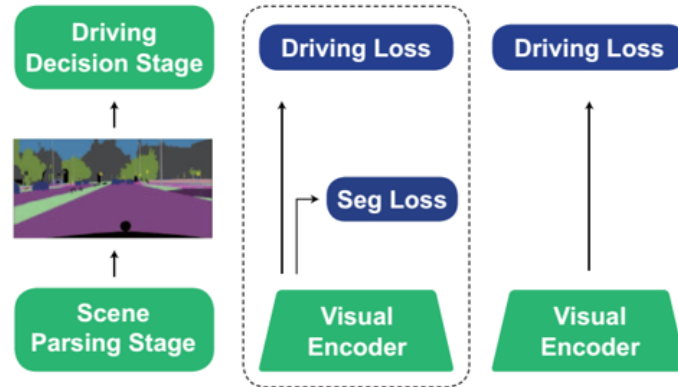 Driving
Decision Stage
Scene
Parsing Stage
Driving Loss
Seg Loss
Visual
Encoder
Driving Loss
Visual
Encoder